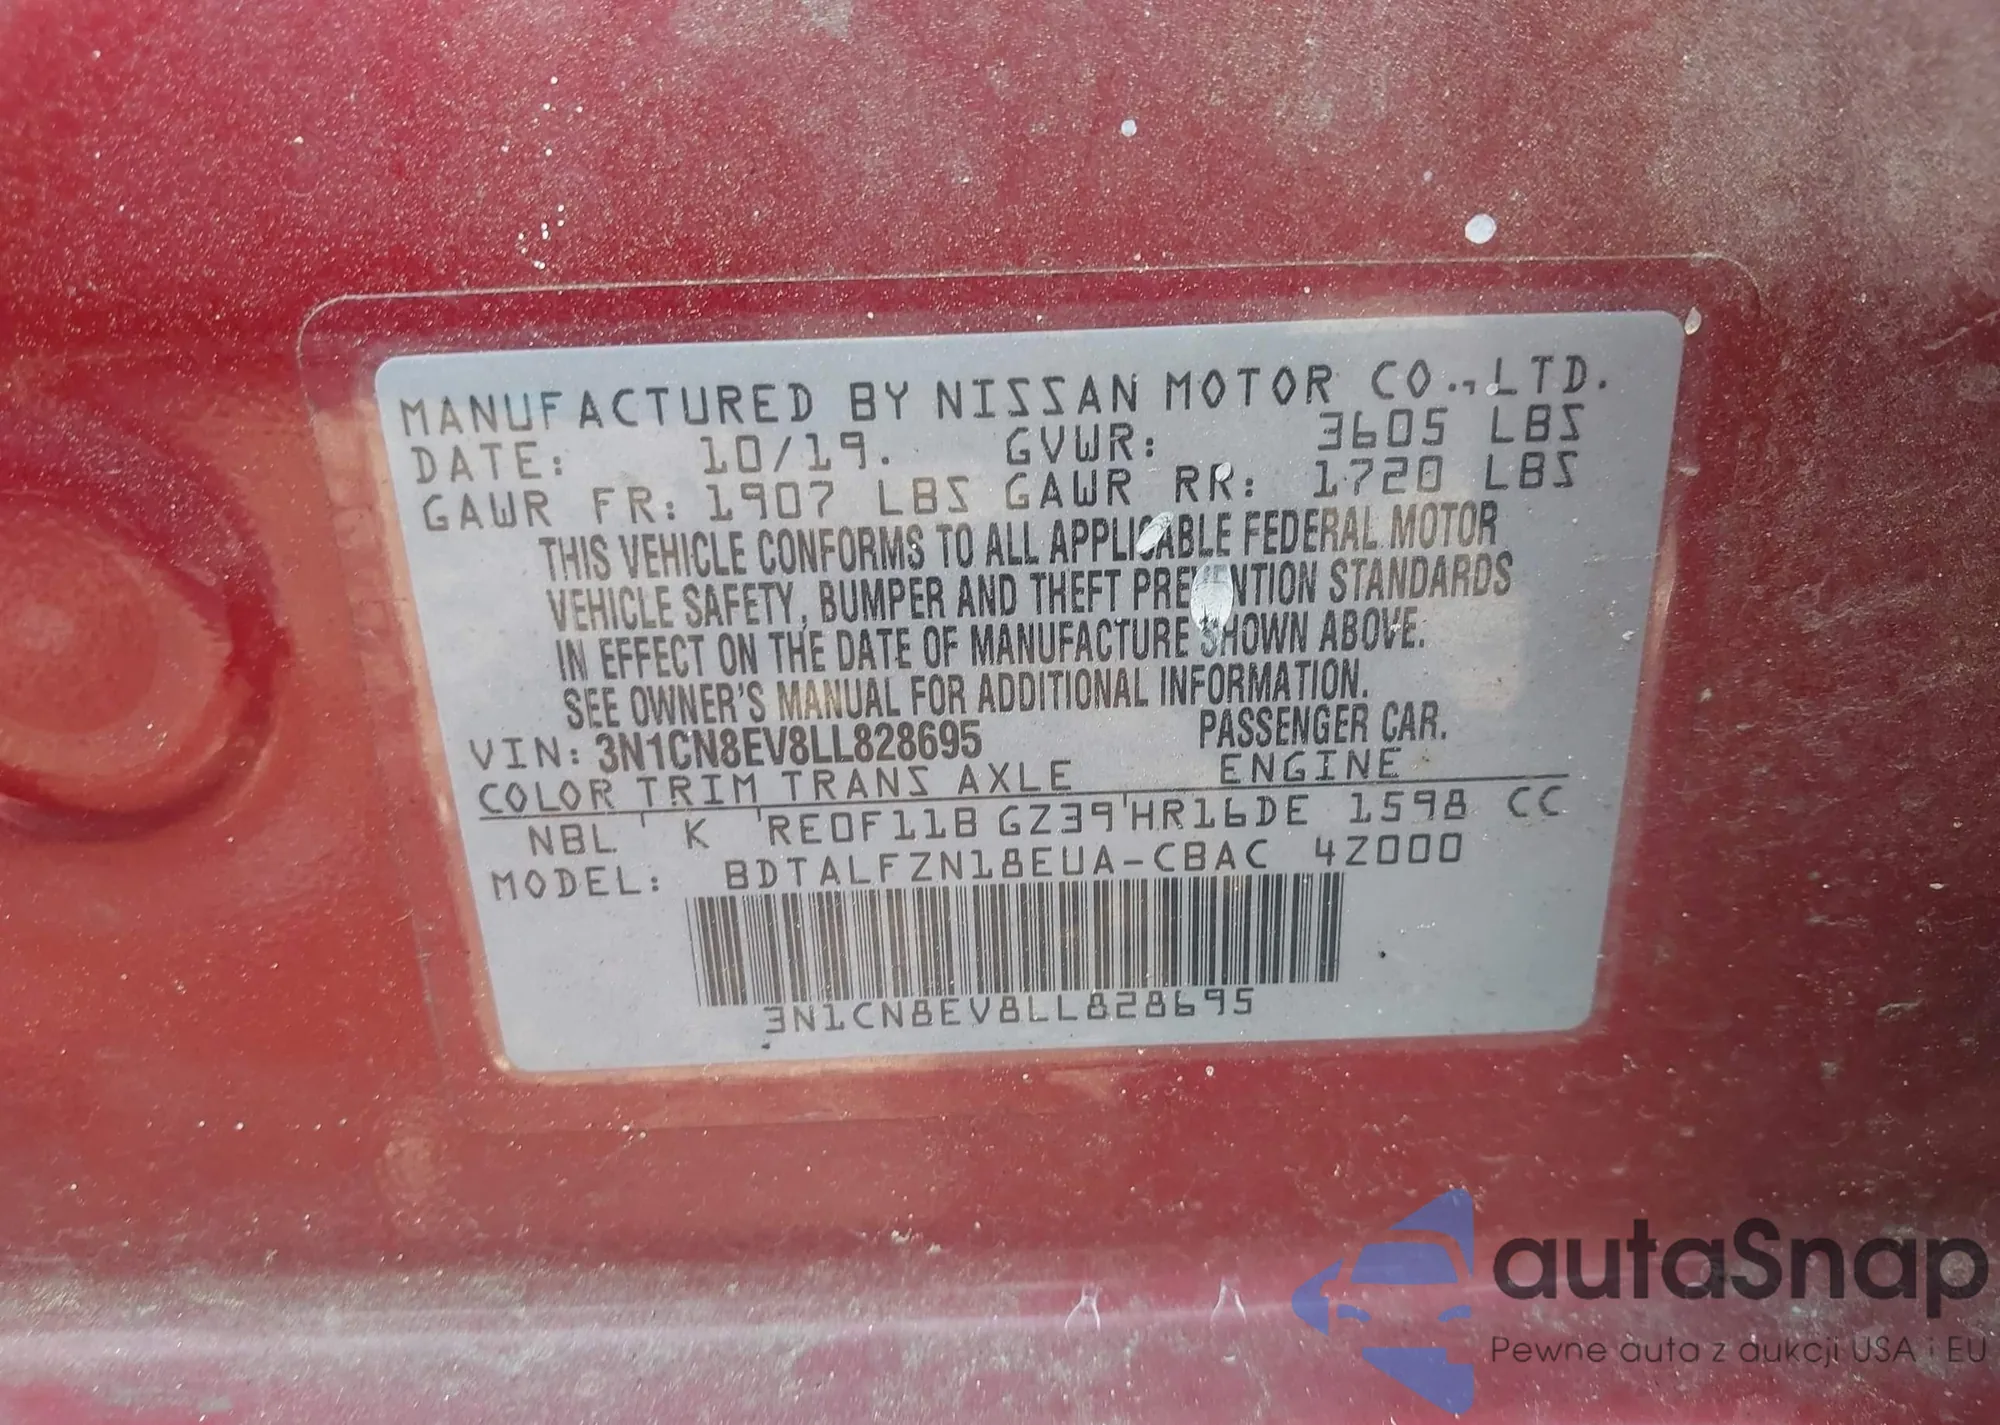 MANUFACTURED BY NISSAN MOTOR CO., LTD.
DATE: 10/19. GVWR: 3605 LBS
GAWR FR: 1907 LBS GAWR RR: 1720 LBS
THIS VEHICLE CONFORMS TO ALL APPLICABLE FEDERAL MOTOR
VEHICLE SAFETY, BUMPER AND THEFT PREVENTION STANDARDS
IN EFFECT ON THE DATE OF MANUFACTURE SHOWN ABOVE.
SEE OWNER'S MANUAL FOR ADDITIONAL INFORMATION.
VIN: 3N1CN8EV8LL828695 PASSENGER CAR.
COLOR TRIM TRANS AXLE ENGINE
NBL K RE0F11B GZ39 HR16DE 1598 CC
MODEL: BDTALFZN18EUA-CBAC 4Z000
3N1CN8EV8LL828695
autaSnap
Pewne auta z aukcji USA i EU